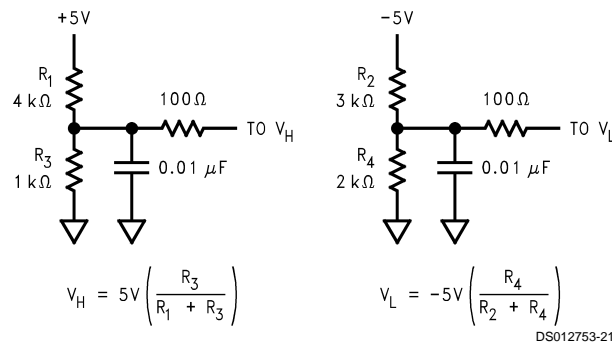 +5V
R1
4 kΩ
100Ω
TO VH
R3
1 kΩ
0.01 μF
VH = 5V(R3/(R1 + R3))
-5V
R2
3 kΩ
100Ω
TO VL
R4
2 kΩ
0.01 μF
VL = -5V(R4/(R2 + R4))
DS012753-21